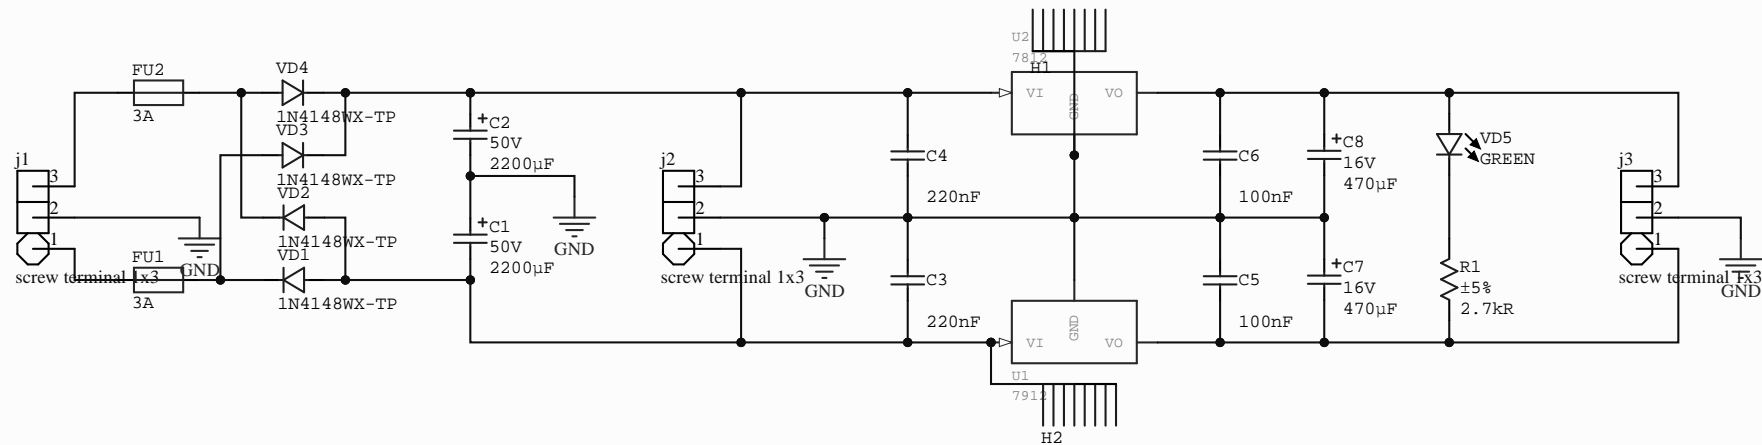 j1
3
2
1
screw terminal 1x3
FU2
3A
FU1
3A
GND
VD4
1N4148WX-TP
VD3
1N4148WX-TP
VD2
1N4148WX-TP
VD1
1N4148WX-TP
+C2
50V
2200µF
+C1
50V
2200µF
GND
j2
3
2
1
screw terminal 1x3
GND
C4
220nF
C3
220nF
U2
7812
H1
VI
GND
VO
GND
VI
VO
U1
7912
H2
C6
100nF
C5
100nF
+C8
16V
470µF
+C7
16V
470µF
VD5
GREEN
R1
±5%
2.7kR
j3
3
2
1
screw terminal 1x3
GND